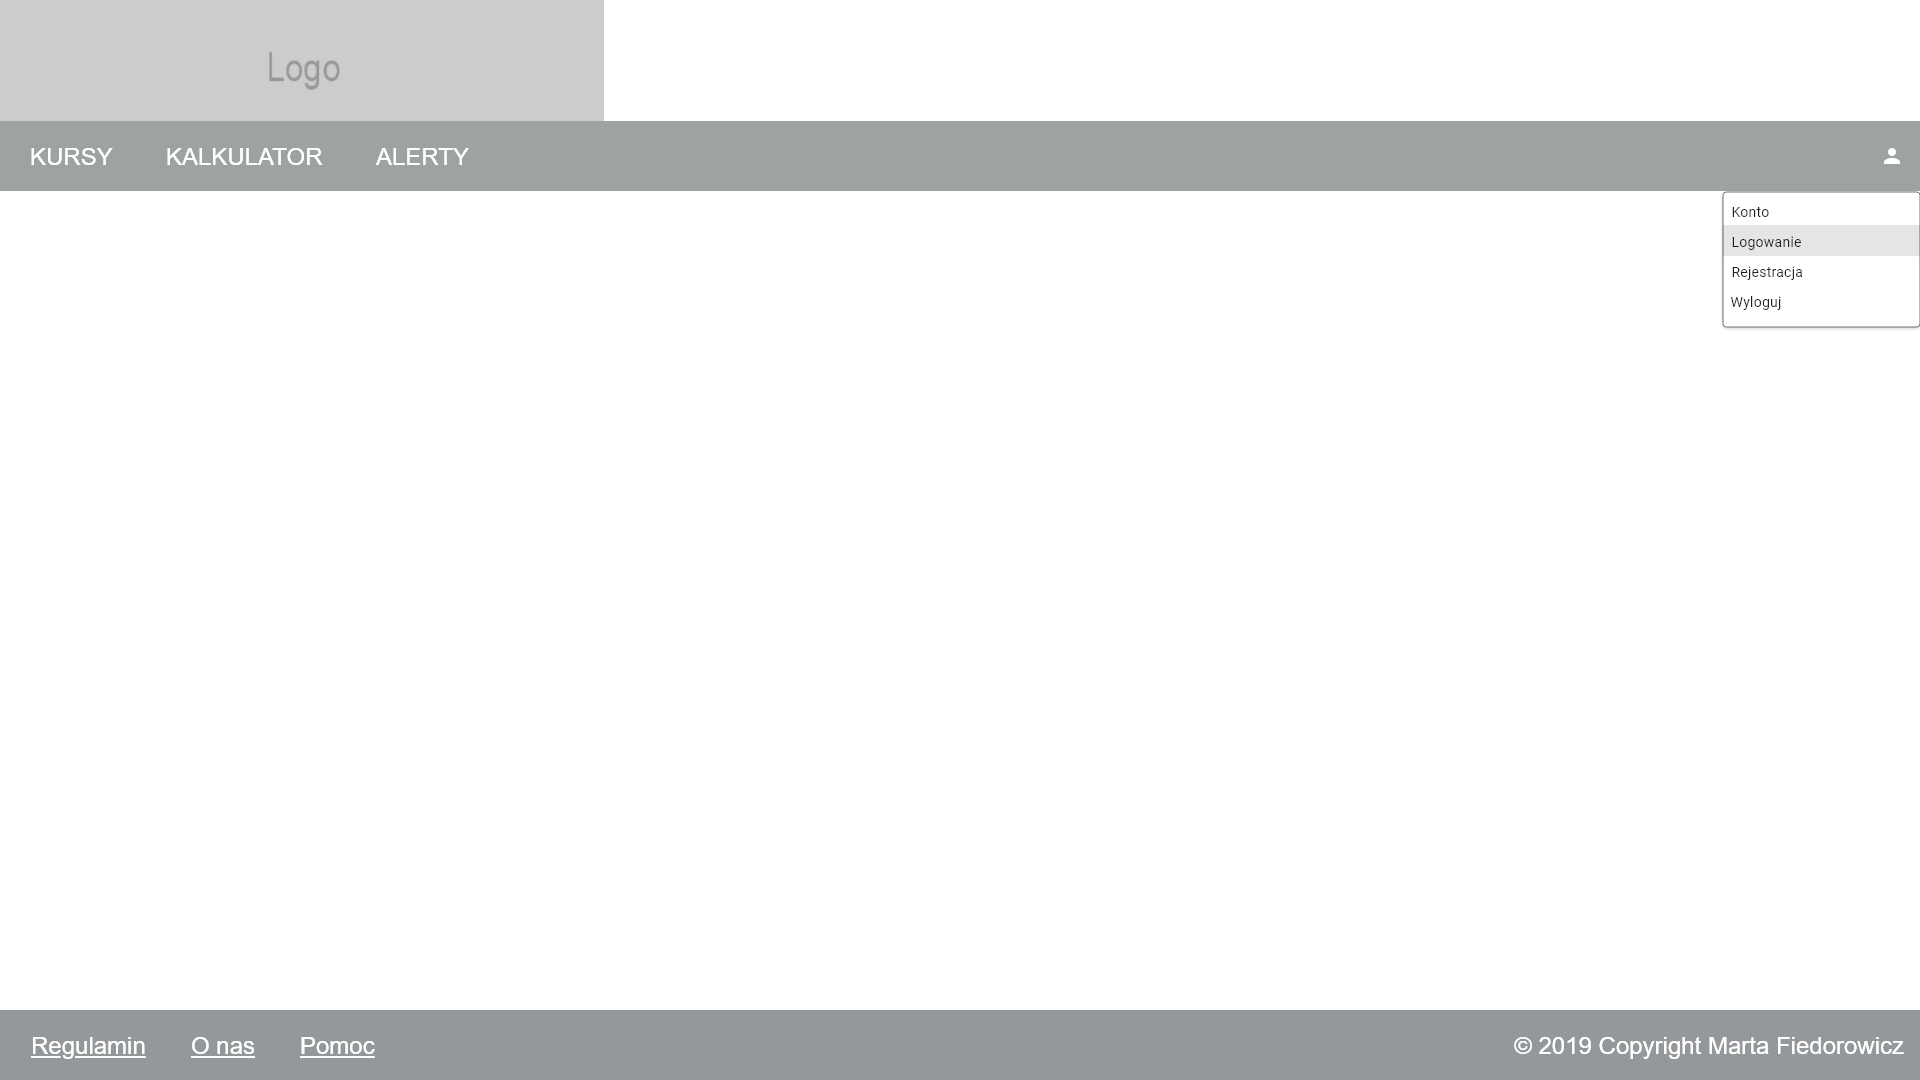 Logo
KURSY KALKULATOR ALERTY
Konto
Logowanie
Rejestracja
Wyloguj
Regulamin O nas Pomoc © 2019 Copyright Marta Fiedorowicz